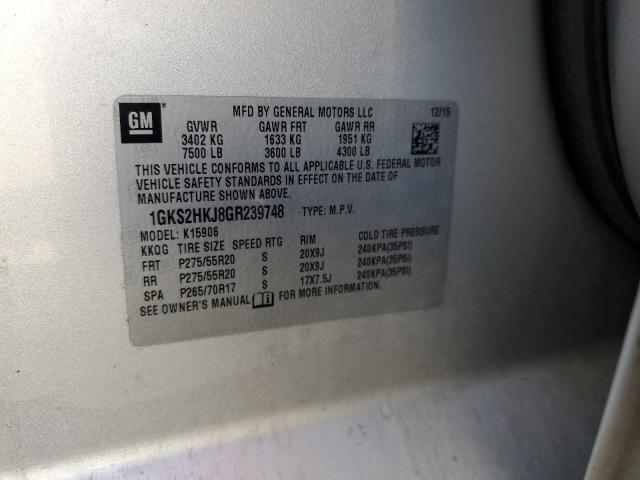 GM
MFD BY GENERAL MOTORS LLC 12/15
GVWR GAWR FRT GAWR RR
3402 KG 1633 KG 1951 KG
7500 LB 3600 LB 4300 LB
THIS VEHICLE CONFORMS TO ALL APPLICABLE U.S. FEDERAL MOTOR
VEHICLE SAFETY STANDARDS IN EFFECT ON THE DATE OF
MANUFACTURE SHOWN ABOVE.
1GKS2HKJ8GR239748 TYPE: M.P.V.
MODEL: K15906
KKQG TIRE SIZE SPEED RTG RIM COLD TIRE PRESSURE
FRT P275/55R20 S 20X9J 240KPA(35PSI)
RR P275/55R20 S 20X9J 240KPA(35PSI)
SPA P265/70R17 S 17X7.5J 240KPA(35PSI)
SEE OWNER'S MANUAL FOR MORE INFORMATION.